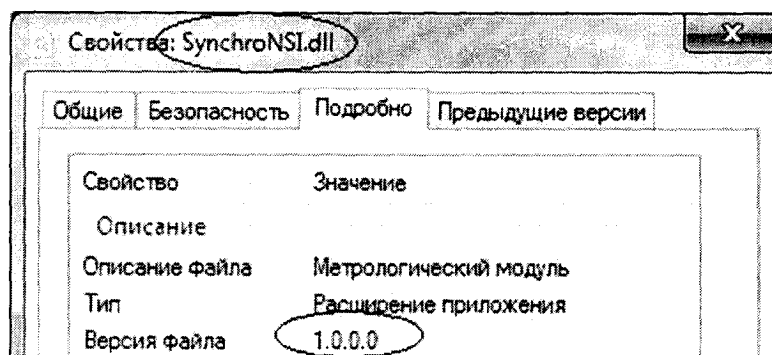 Свойства: SynchroNSI.dll
Общие Безопасность Подробно Предыдущие версии
Свойство Значение
Описание
Описание файла Метрологический модуль
Тип Расширение приложения
Версия файла 1.0.0.0